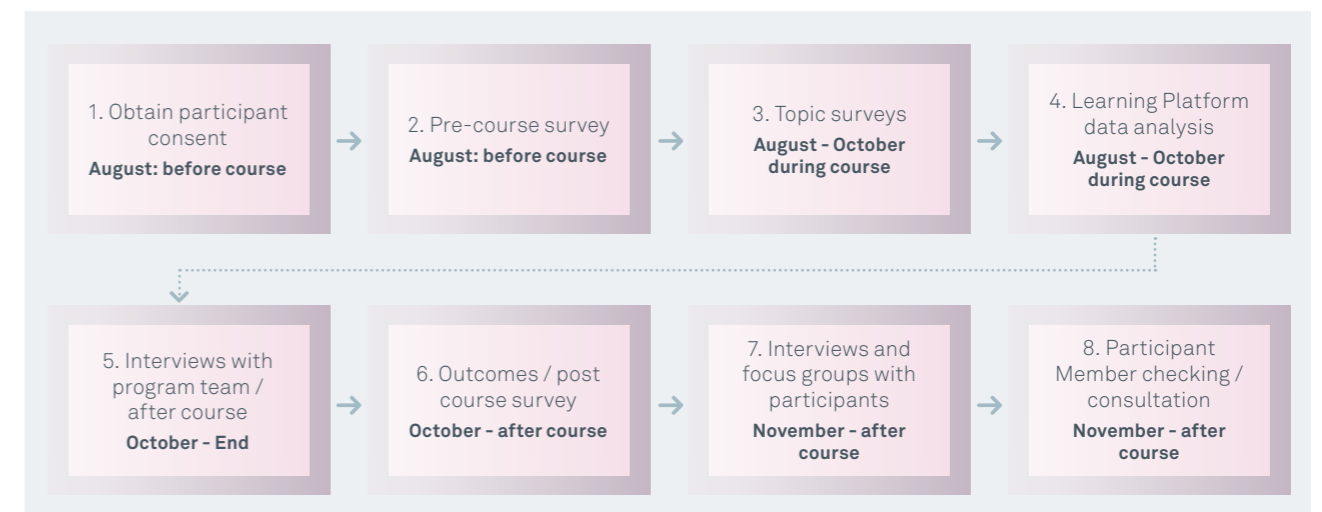 1. Obtain participant
consent
August: before course
2. Pre-course survey
August: before course
3. Topic surveys
August - October
during course
4. Learning Platform
data analysis
August - October
during course
5. Interviews with
program team /
after course
October - End
6. Outcomes / post
course survey
October - after course
7. Interviews and
focus groups with
participants
November - after
course
8. Participant
Member checking /
consultation
November - after
course